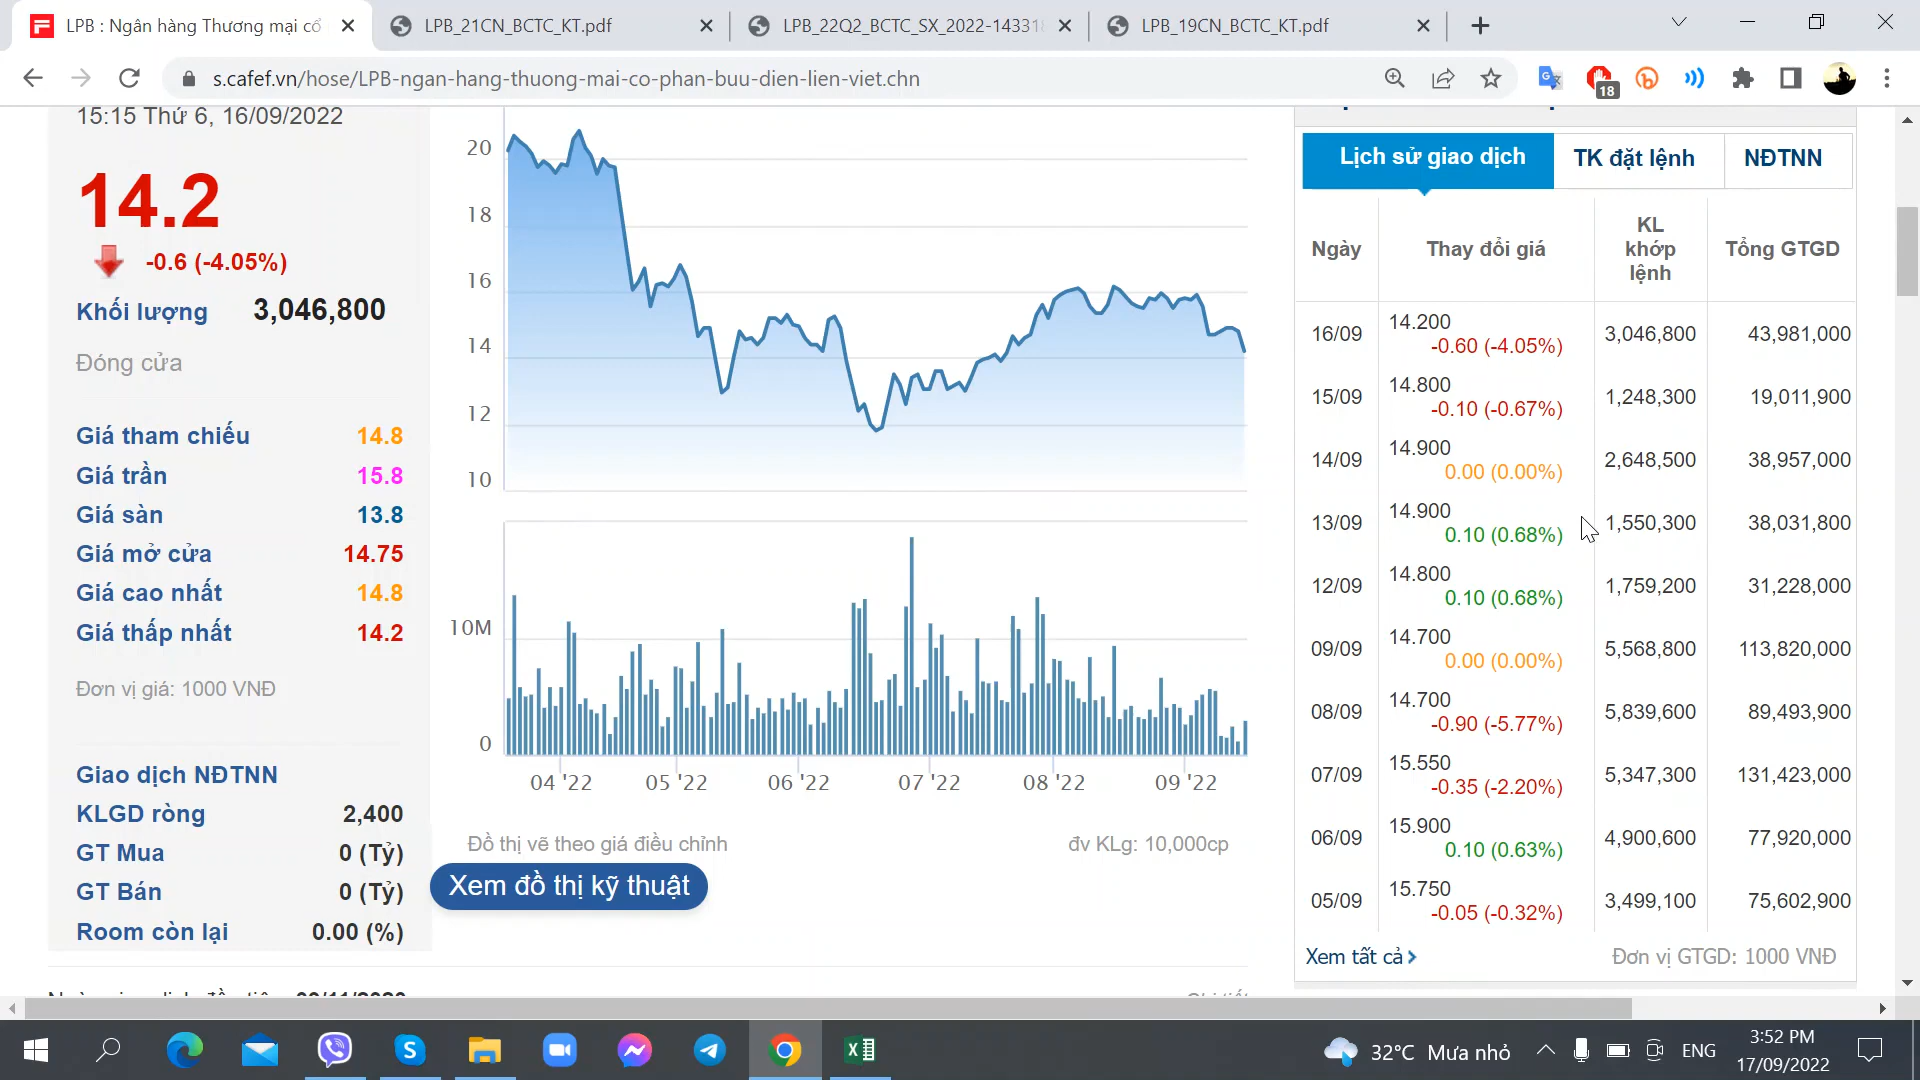 LPB : Ngân hàng Thương mại cổ
LPB_21CN_BCTC_KT.pdf
LPB_22Q2_BCTC_SX_2022-14331
LPB_19CN_BCTC_KT.pdf
s.cafef.vn/hose/LPB-ngan-hang-thuong-mai-co-phan-buu-dien-lien-viet.chn
18
15:15 Thứ 6, 16/09/2022
14.2
-0.6 (-4.05%)
Khối lượng 3,046,800
Đóng cửa
Giá tham chiếu 14.8
Giá trần 15.8
Giá sàn 13.8
Giá mở cửa 14.75
Giá cao nhất 14.8
Giá thấp nhất 14.2
Đơn vị giá: 1000 VNĐ
Giao dịch NĐTNN
KLGD ròng 2,400
GT Mua 0 (Tỷ)
GT Bán 0 (Tỷ)
Room còn lại 0.00 (%)
20
18
16
14
12
10
10M
0
04 '22 05 '22 06 '22 07 '22 08 '22 09 '22
Đồ thị vẽ theo giá điều chỉnh đv KLg: 10,000cp
Xem đồ thị kỹ thuật
Lịch sử giao dịch TK đặt lệnh NĐTNN
Ngày Thay đổi giá KL khớp lệnh Tổng GTGD
16/09 14.200 -0.60 (-4.05%) 3,046,800 43,981,000
15/09 14.800 -0.10 (-0.67%) 1,248,300 19,011,900
14/09 14.900 0.00 (0.00%) 2,648,500 38,957,000
13/09 14.900 0.10 (0.68%) 1,550,300 38,031,800
12/09 14.800 0.10 (0.68%) 1,759,200 31,228,000
09/09 14.700 0.00 (0.00%) 5,568,800 113,820,000
08/09 14.700 -0.90 (-5.77%) 5,839,600 89,493,900
07/09 15.550 -0.35 (-2.20%) 5,347,300 131,423,000
06/09 15.900 0.10 (0.63%) 4,900,600 77,920,000
05/09 15.750 -0.05 (-0.32%) 3,499,100 75,602,900
Xem tất cả Đơn vị GTGD: 1000 VNĐ
32°C Mưa nhỏ
ENG
3:52 PM
17/09/2022